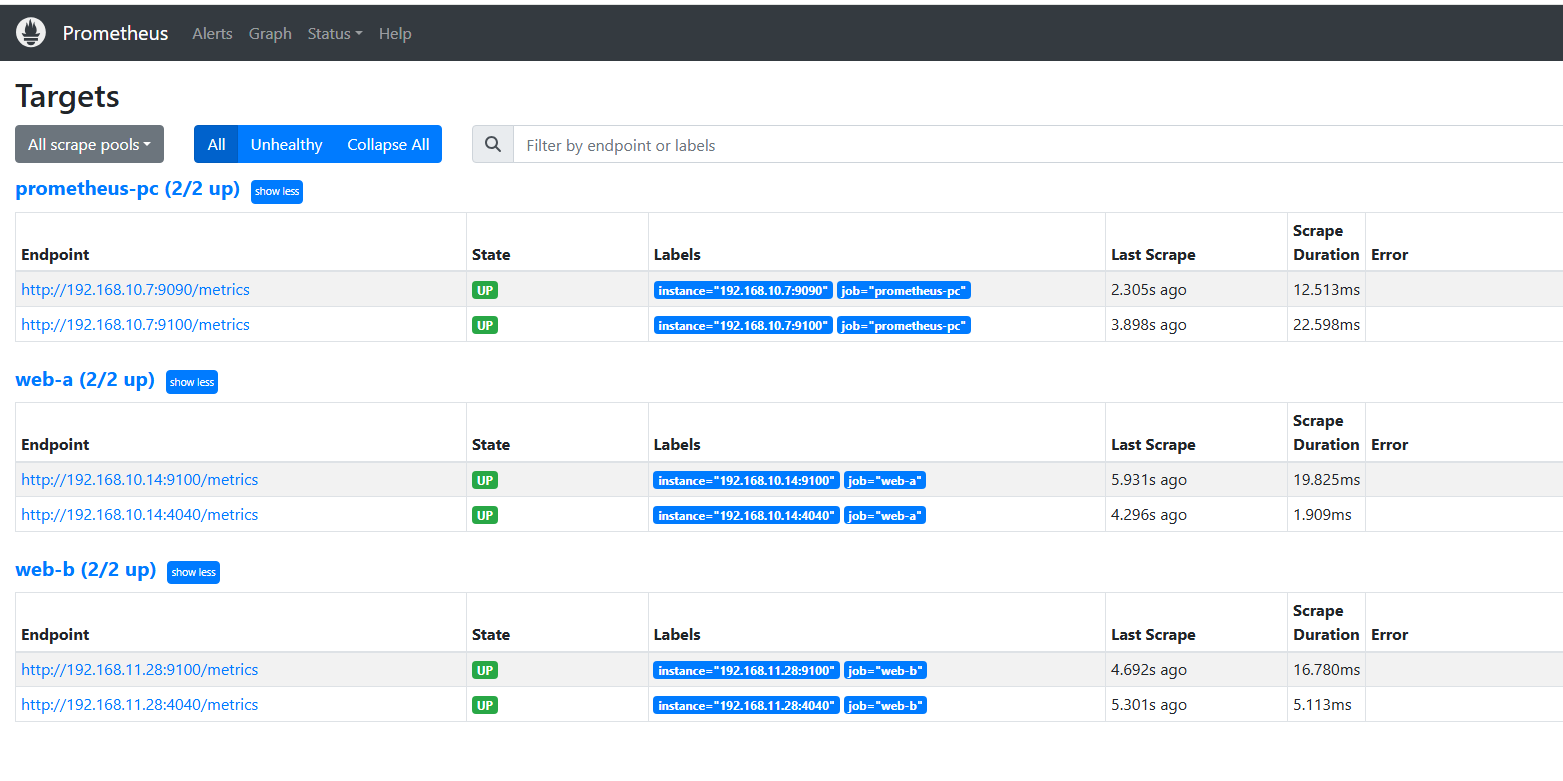 Prometheus Alerts Graph Status Help
Targets
All scrape pools All Unhealthy Collapse All Filter by endpoint or labels
prometheus-pc (2/2 up) show less
Endpoint State Labels Last Scrape Scrape Duration Error
http://192.168.10.7:9090/metrics UP instance="192.168.10.7:9090" job="prometheus-pc" 2.305s ago 12.513ms
http://192.168.10.7:9100/metrics UP instance="192.168.10.7:9100" job="prometheus-pc" 3.898s ago 22.598ms
web-a (2/2 up) show less
Endpoint State Labels Last Scrape Scrape Duration Error
http://192.168.10.14:9100/metrics UP instance="192.168.10.14:9100" job="web-a" 5.931s ago 19.825ms
http://192.168.10.14:4040/metrics UP instance="192.168.10.14:4040" job="web-a" 4.296s ago 1.909ms
web-b (2/2 up) show less
Endpoint State Labels Last Scrape Scrape Duration Error
http://192.168.11.28:9100/metrics UP instance="192.168.11.28:9100" job="web-b" 4.692s ago 16.780ms
http://192.168.11.28:4040/metrics UP instance="192.168.11.28:4040" job="web-b" 5.301s ago 5.113ms